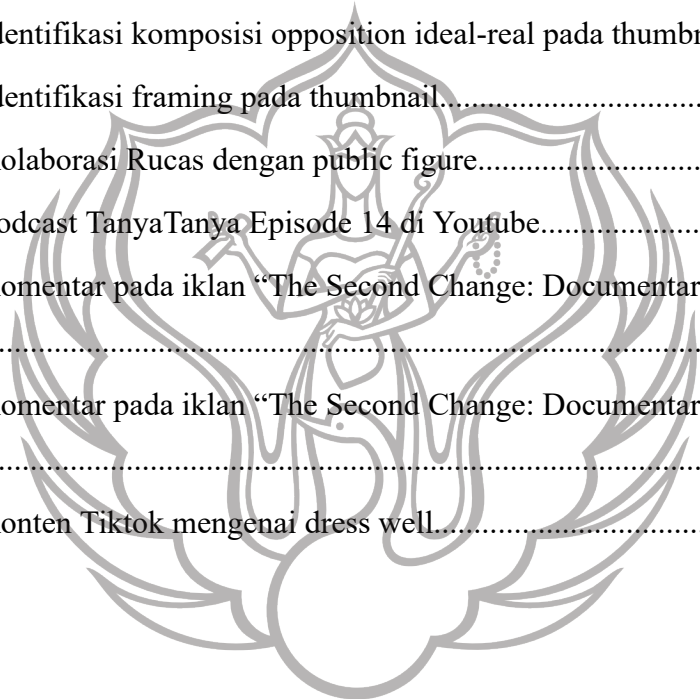 dentifikasi komposisi opposition ideal-real pada thumbn
dentifikasi framing pada thumbnail....................................
olaborasi Rucas dengan public figure................................
odcast TanyaTanya Episode 14 di Youtube........................
omentar pada iklan “The Second Change: Documentar
..........................................................................................
omentar pada iklan “The Second Change: Documentar
..........................................................................................
onten Tiktok mengenai dress well.....................................